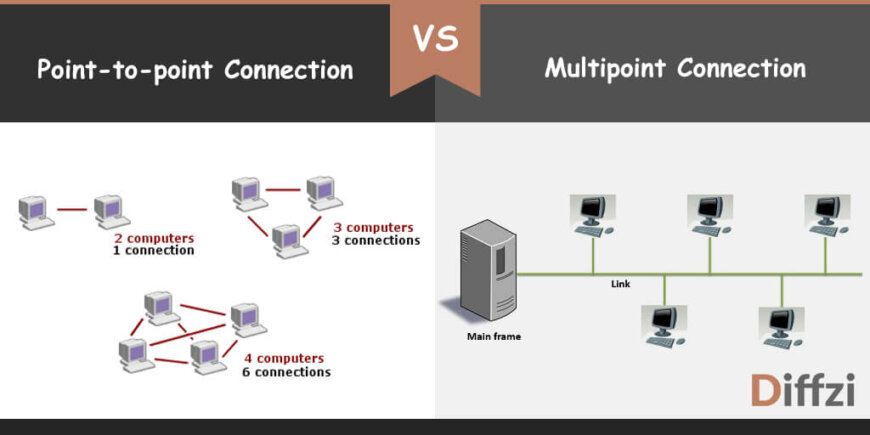 VS
Point-to-point Connection
Multipoint Connection
2 computers
1 connection
3 computers
3 connections
4 computers
6 connections
Link
Main frame
Diffzi